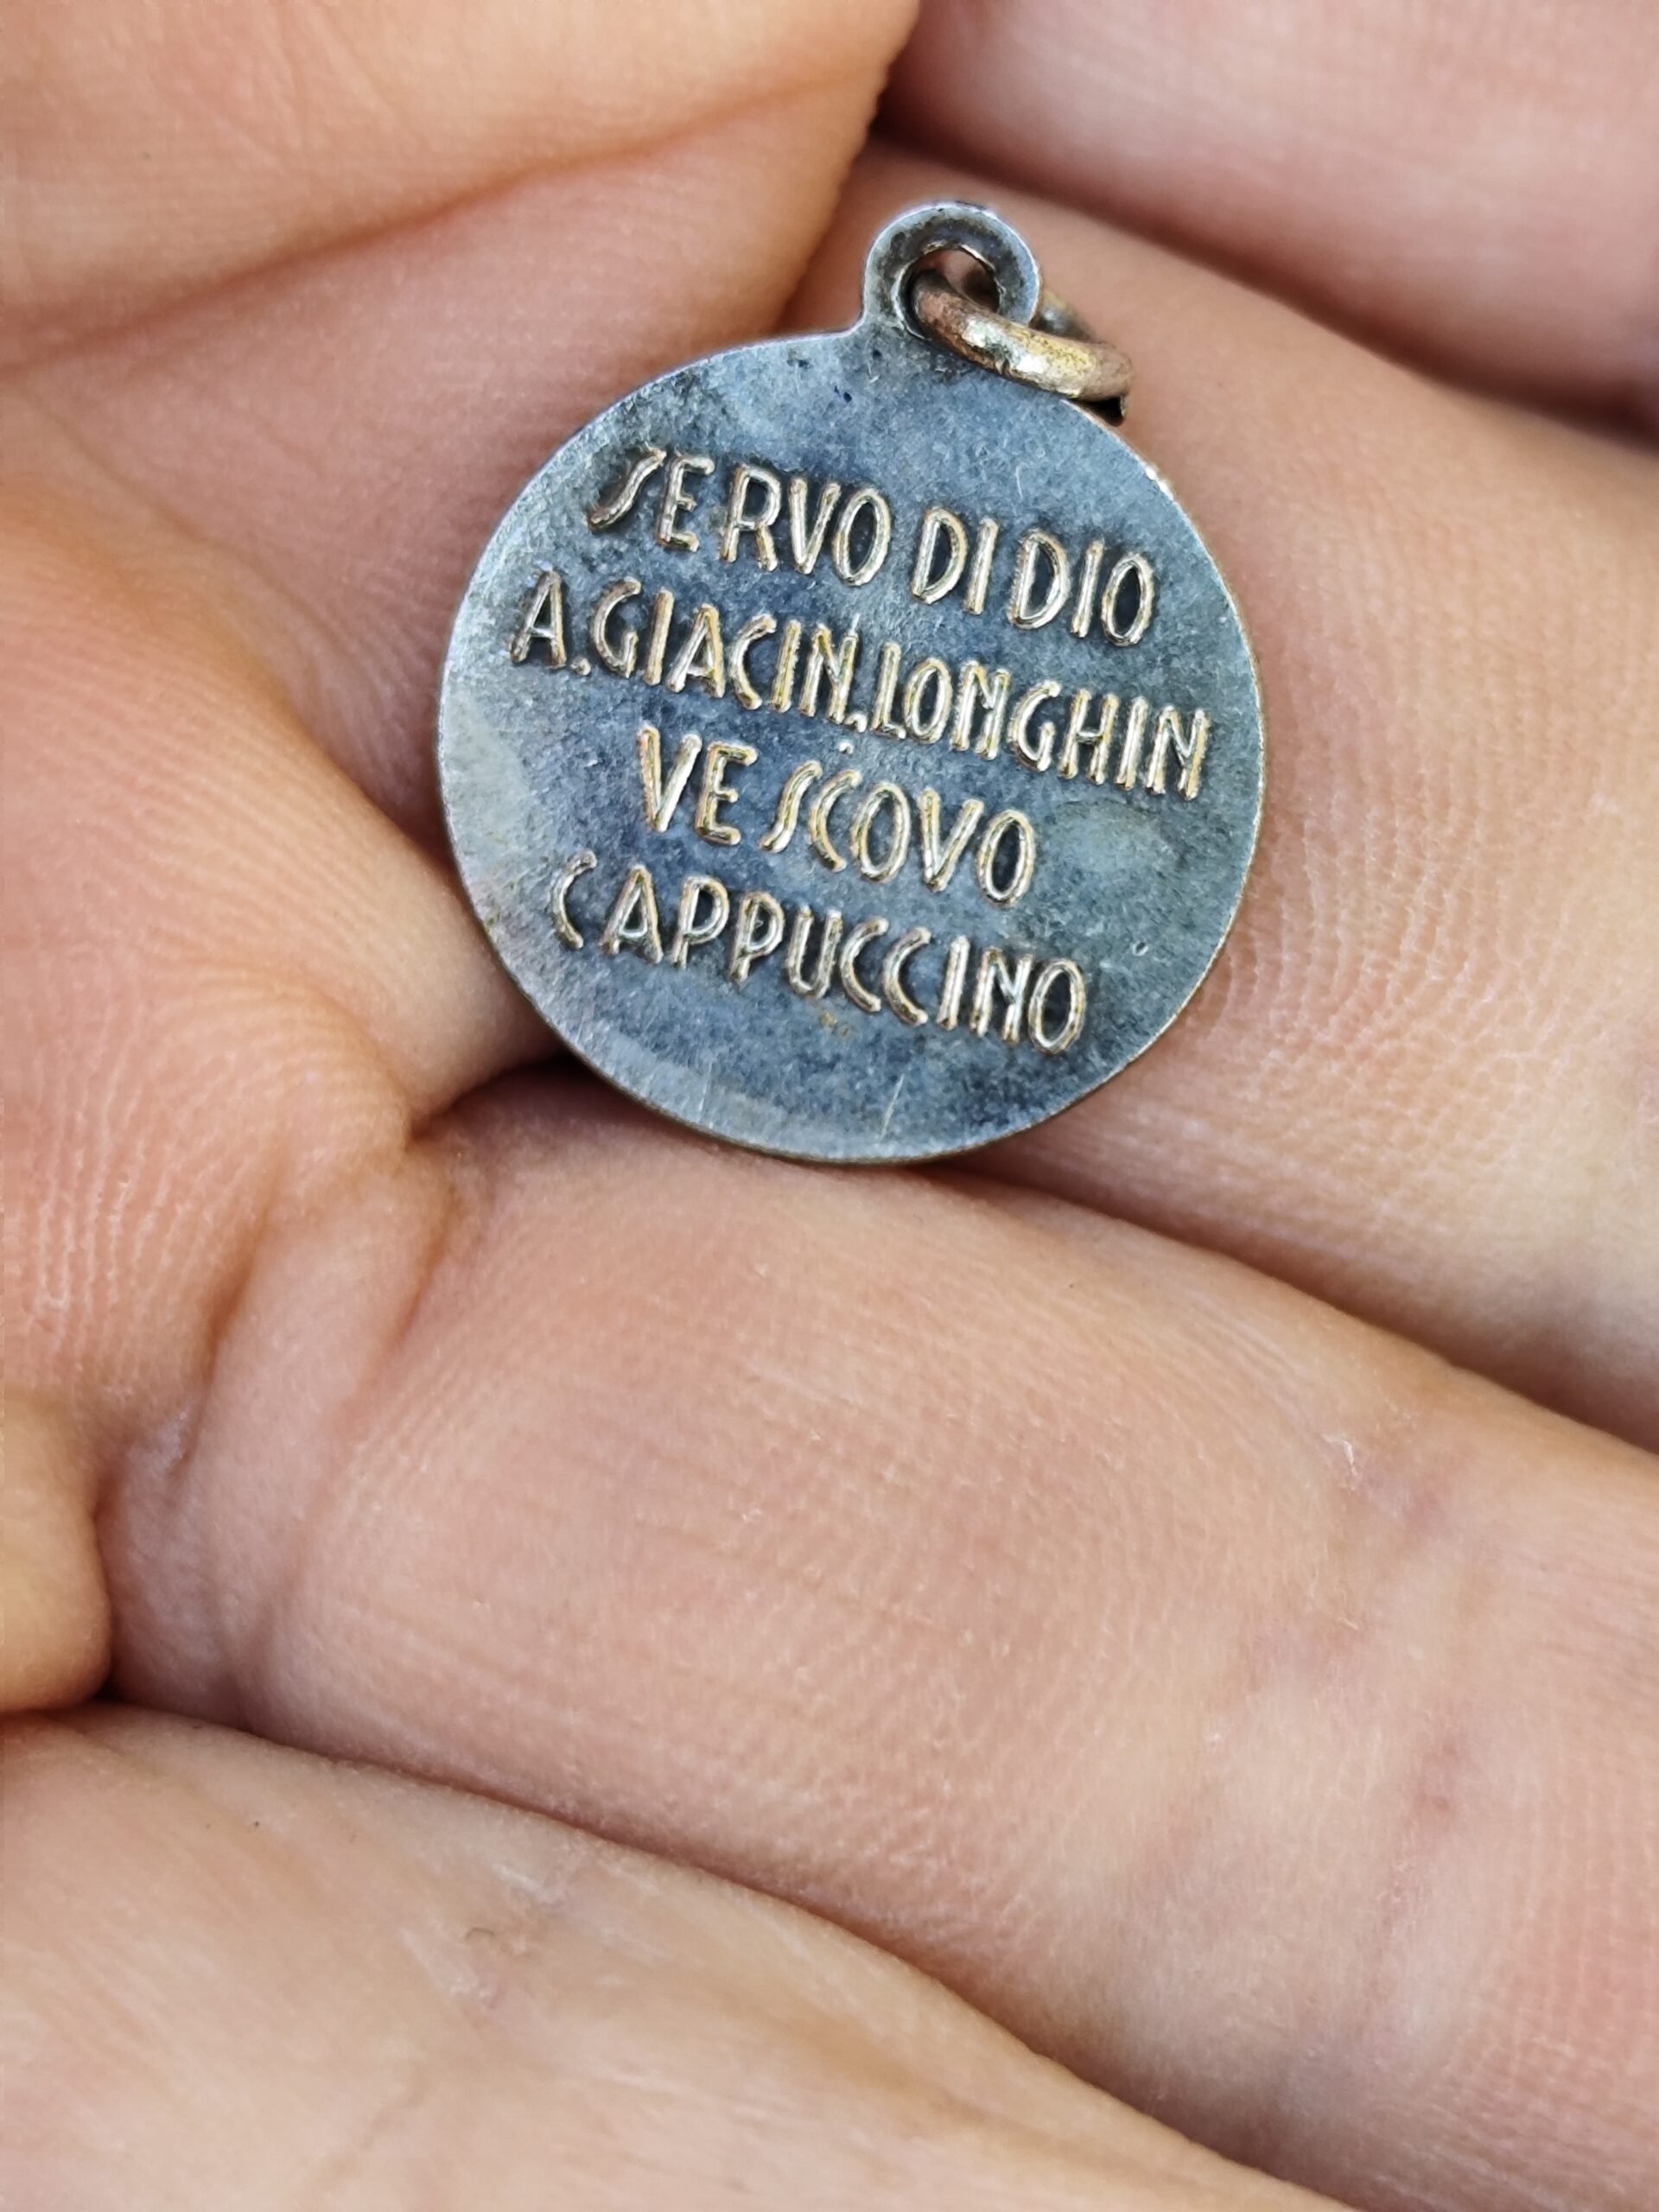 SERVO DI DIO
A.GIACIN.LONGHIN
VESCOVO
CAPPUCCINO